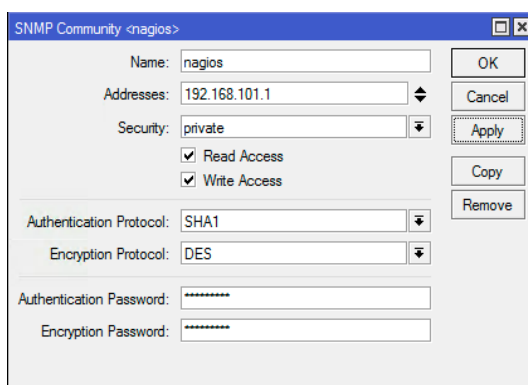 SNMP Community <nagios>
Name: nagios
OK
Addresses: 192.168.101.1
Cancel
Security: private
Apply
Read Access
Write Access
Copy
Remove
Authentication Protocol: SHA1
Encryption Protocol: DES
Authentication Password: *********
Encryption Password: *********